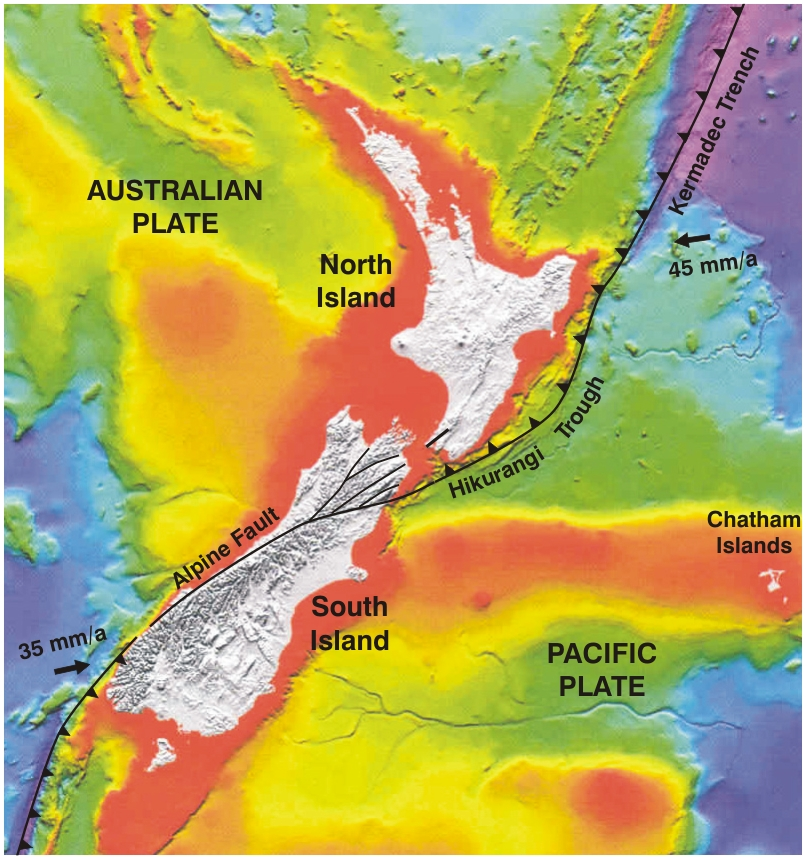 Kermadec Trench
AUSTRALIAN
PLATE
45 mm/a
North
Island
Hikurangi Trough
Chatham
Islands
Alpine Fault
South
Island
35 mm/a
PACIFIC
PLATE